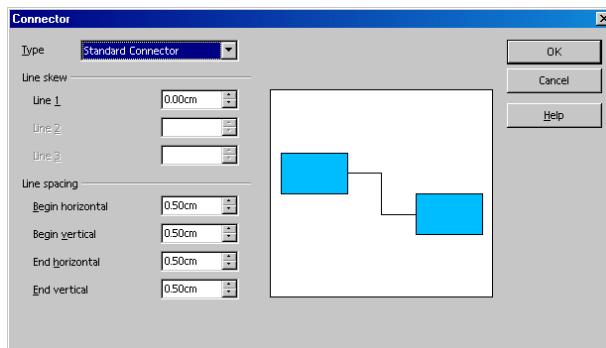 Connector
Type Standard Connector
OK
Cancel
Help
Line skew
Line 1 0.00cm
Line 2
Line 3
Line spacing
Begin horizontal 0.50cm
Begin vertical 0.50cm
End horizontal 0.50cm
End vertical 0.50cm